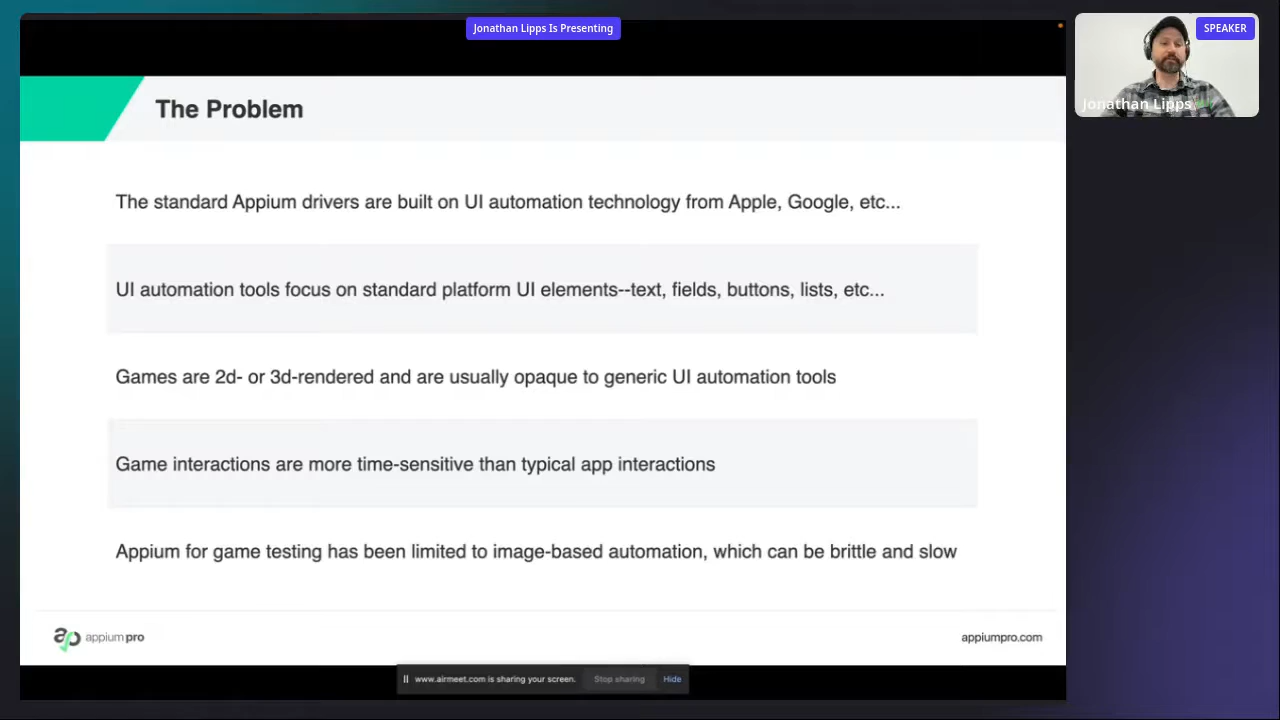 Jonathan Lipps Is Presenting
SPEAKER
Jonathan Lipps
The Problem
The standard Appium drivers are built on UI automation technology from Apple, Google, etc...
UI automation tools focus on standard platform UI elements--text, fields, buttons, lists, etc...
Games are 2d- or 3d-rendered and are usually opaque to generic UI automation tools
Game interactions are more time-sensitive than typical app interactions
Appium for game testing has been limited to image-based automation, which can be brittle and slow
appium pro
appiumpro.com
www.airmeet.com is sharing your screen.
Stop sharing
Hide